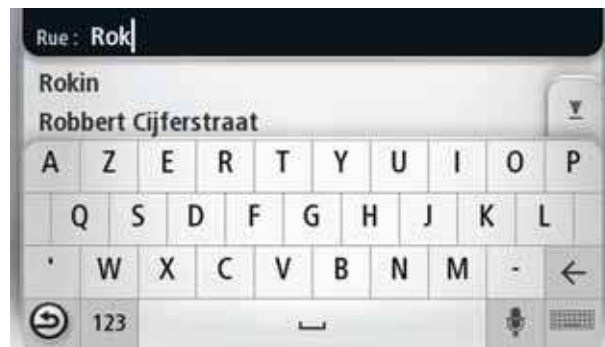 Rue : Rok
Rokin
Robbert Cijferstraat
A Z E R T Y U I O P
Q S D F G H J K L
' W X C V B N M -
123